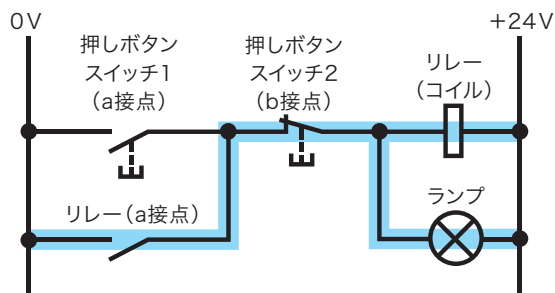 0V
+24V
押しボタン
スイッチ1
（a接点）
押しボタン
スイッチ2
（b接点）
リレー
（コイル）
リレー（a接点）
ランプ